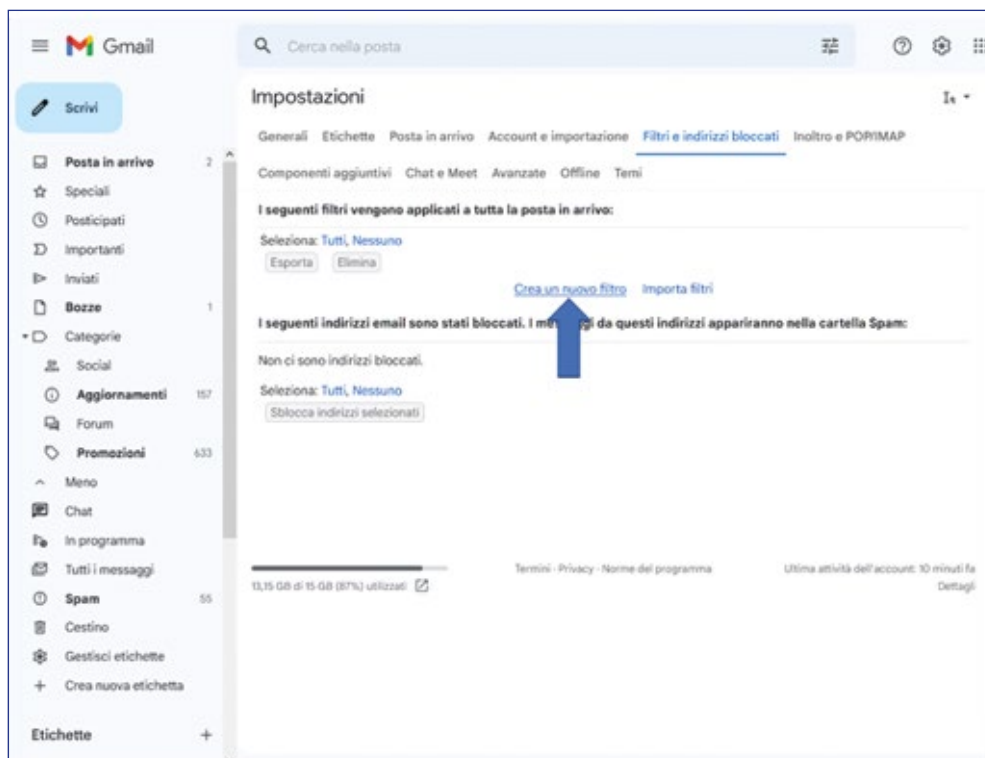 Gmail
Cerca nella posta
Scrivi
Posta in arrivo 2
Speciali
Posticipati
Importanti
Inviati
Bozze 1
Categorie
Social
Aggiornamenti 157
Forum
Promozioni 633
Meno
Chat
In programma
Tutti i messaggi
Spam 55
Cestino
Gestisci etichette
Crea nuova etichetta
Etichette
Impostazioni
Generali Etichette Posta in arrivo Account e importazione Filtri e indirizzi bloccati Inoltro e POP/IMAP
Componenti aggiuntivi Chat e Meet Avanzate Offline Temi
I seguenti filtri vengono applicati a tutta la posta in arrivo:
Seleziona: Tutti, Nessuno
Esporta Elimina
Crea un nuovo filtro Importa filtri
I seguenti indirizzi email sono stati bloccati. I me gi da questi indirizzi appariranno nella cartella Spam:
Non ci sono indirizzi bloccati.
Seleziona: Tutti, Nessuno
Sblocca indirizzi selezionati
13,15 GB di 15 GB (87%) utilizzati
Termini · Privacy · Norme del programma
Ultima attività dell'account: 10 minuti fa
Dettagli